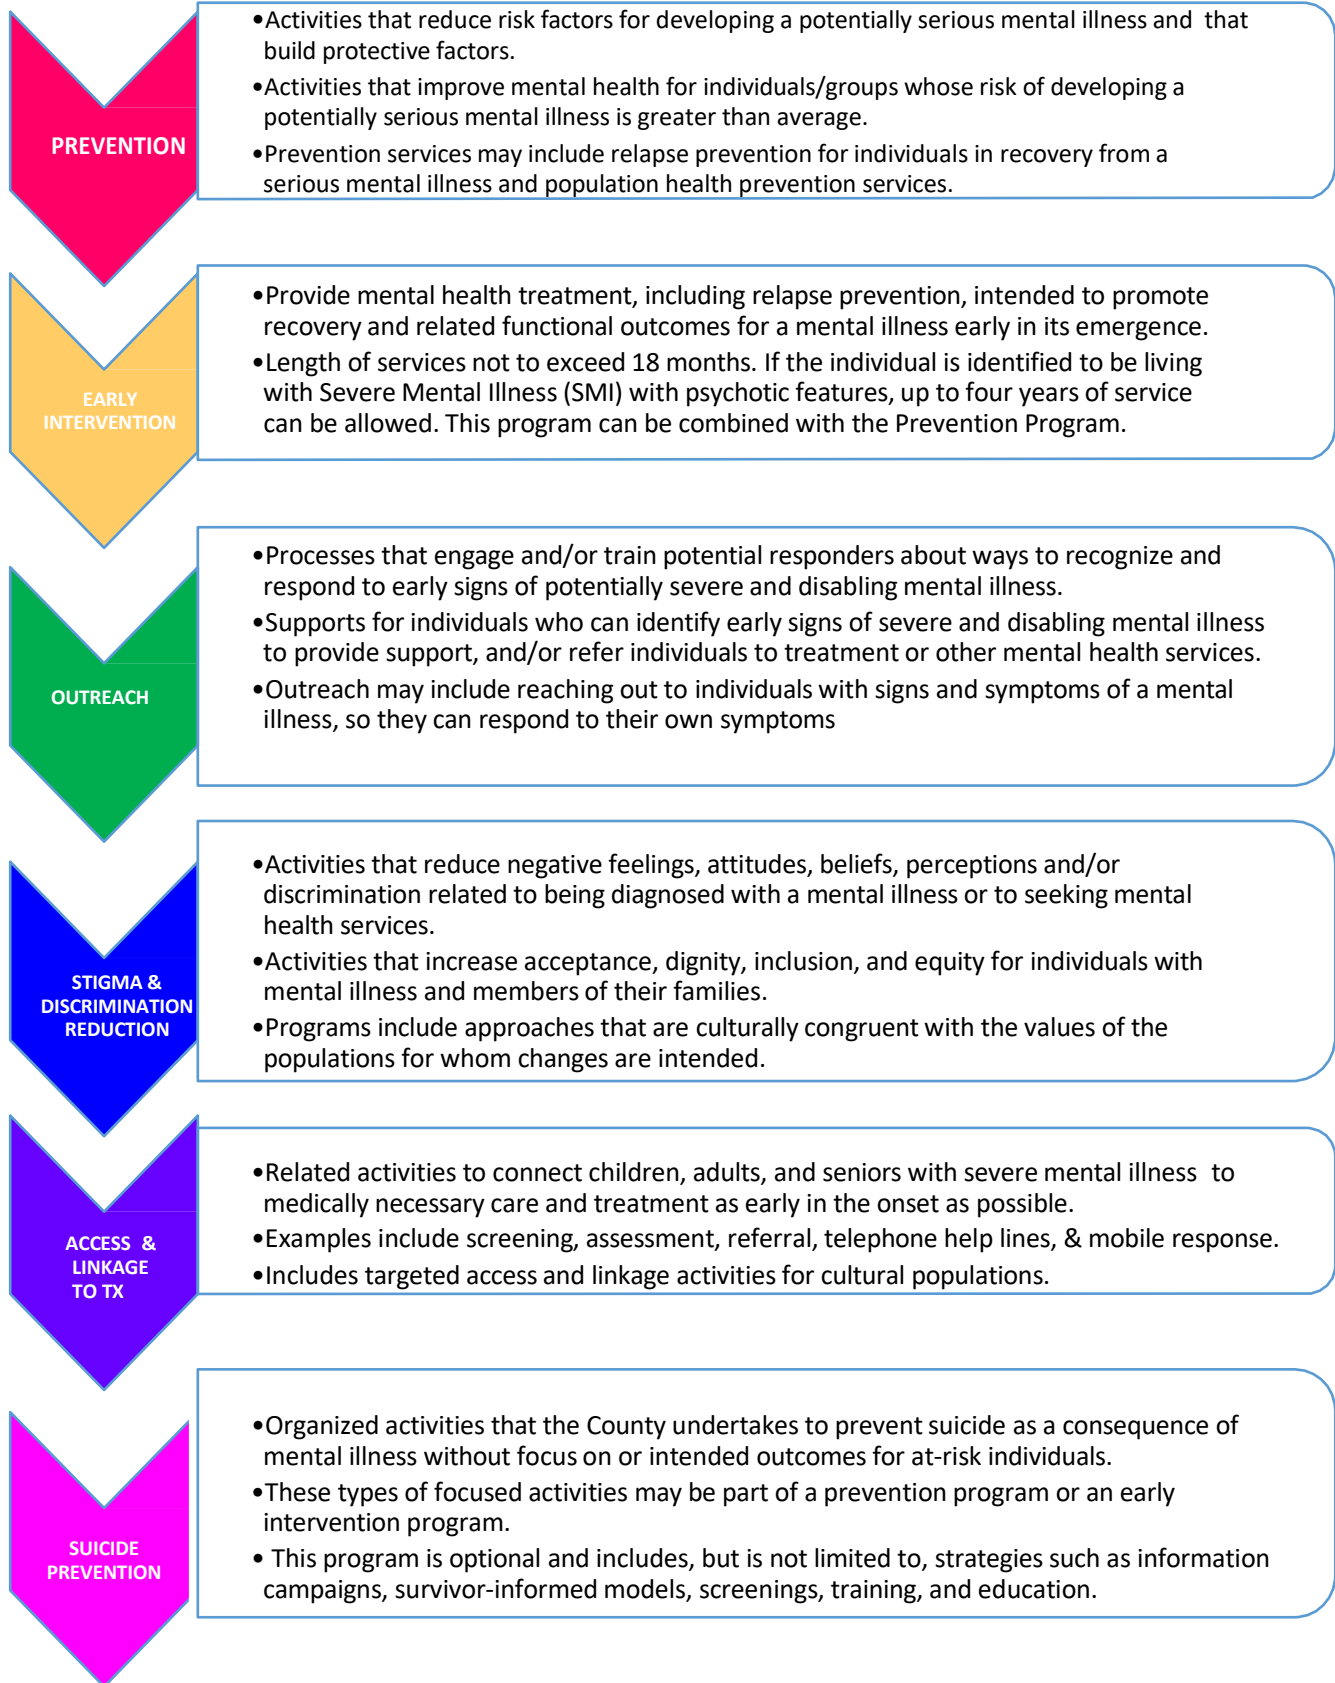 PREVENTION
•Activities that reduce risk factors for developing a potentially serious mental illness and that
build protective factors.
•Activities that improve mental health for individuals/groups whose risk of developing a
potentially serious mental illness is greater than average.
•Prevention services may include relapse prevention for individuals in recovery from a
serious mental illness and population health prevention services.
EARLY
INTERVENTION
•Provide mental health treatment, including relapse prevention, intended to promote
recovery and related functional outcomes for a mental illness early in its emergence.
•Length of services not to exceed 18 months. If the individual is identified to be living
with Severe Mental Illness (SMI) with psychotic features, up to four years of service
can be allowed. This program can be combined with the Prevention Program.
OUTREACH
•Processes that engage and/or train potential responders about ways to recognize and
respond to early signs of potentially severe and disabling mental illness.
•Supports for individuals who can identify early signs of severe and disabling mental illness
to provide support, and/or refer individuals to treatment or other mental health services.
•Outreach may include reaching out to individuals with signs and symptoms of a mental
illness, so they can respond to their own symptoms
STIGMA &
DISCRIMINATION
REDUCTION
•Activities that reduce negative feelings, attitudes, beliefs, perceptions and/or
discrimination related to being diagnosed with a mental illness or to seeking mental
health services.
•Activities that increase acceptance, dignity, inclusion, and equity for individuals with
mental illness and members of their families.
•Programs include approaches that are culturally congruent with the values of the
populations for whom changes are intended.
ACCESS &
LINKAGE
TO TX
•Related activities to connect children, adults, and seniors with severe mental illness to
medically necessary care and treatment as early in the onset as possible.
•Examples include screening, assessment, referral, telephone help lines, & mobile response.
•Includes targeted access and linkage activities for cultural populations.
SUICIDE
PREVENTION
•Organized activities that the County undertakes to prevent suicide as a consequence of
mental illness without focus on or intended outcomes for at-risk individuals.
•These types of focused activities may be part of a prevention program or an early
intervention program.
• This program is optional and includes, but is not limited to, strategies such as information
campaigns, survivor-informed models, screenings, training, and education.